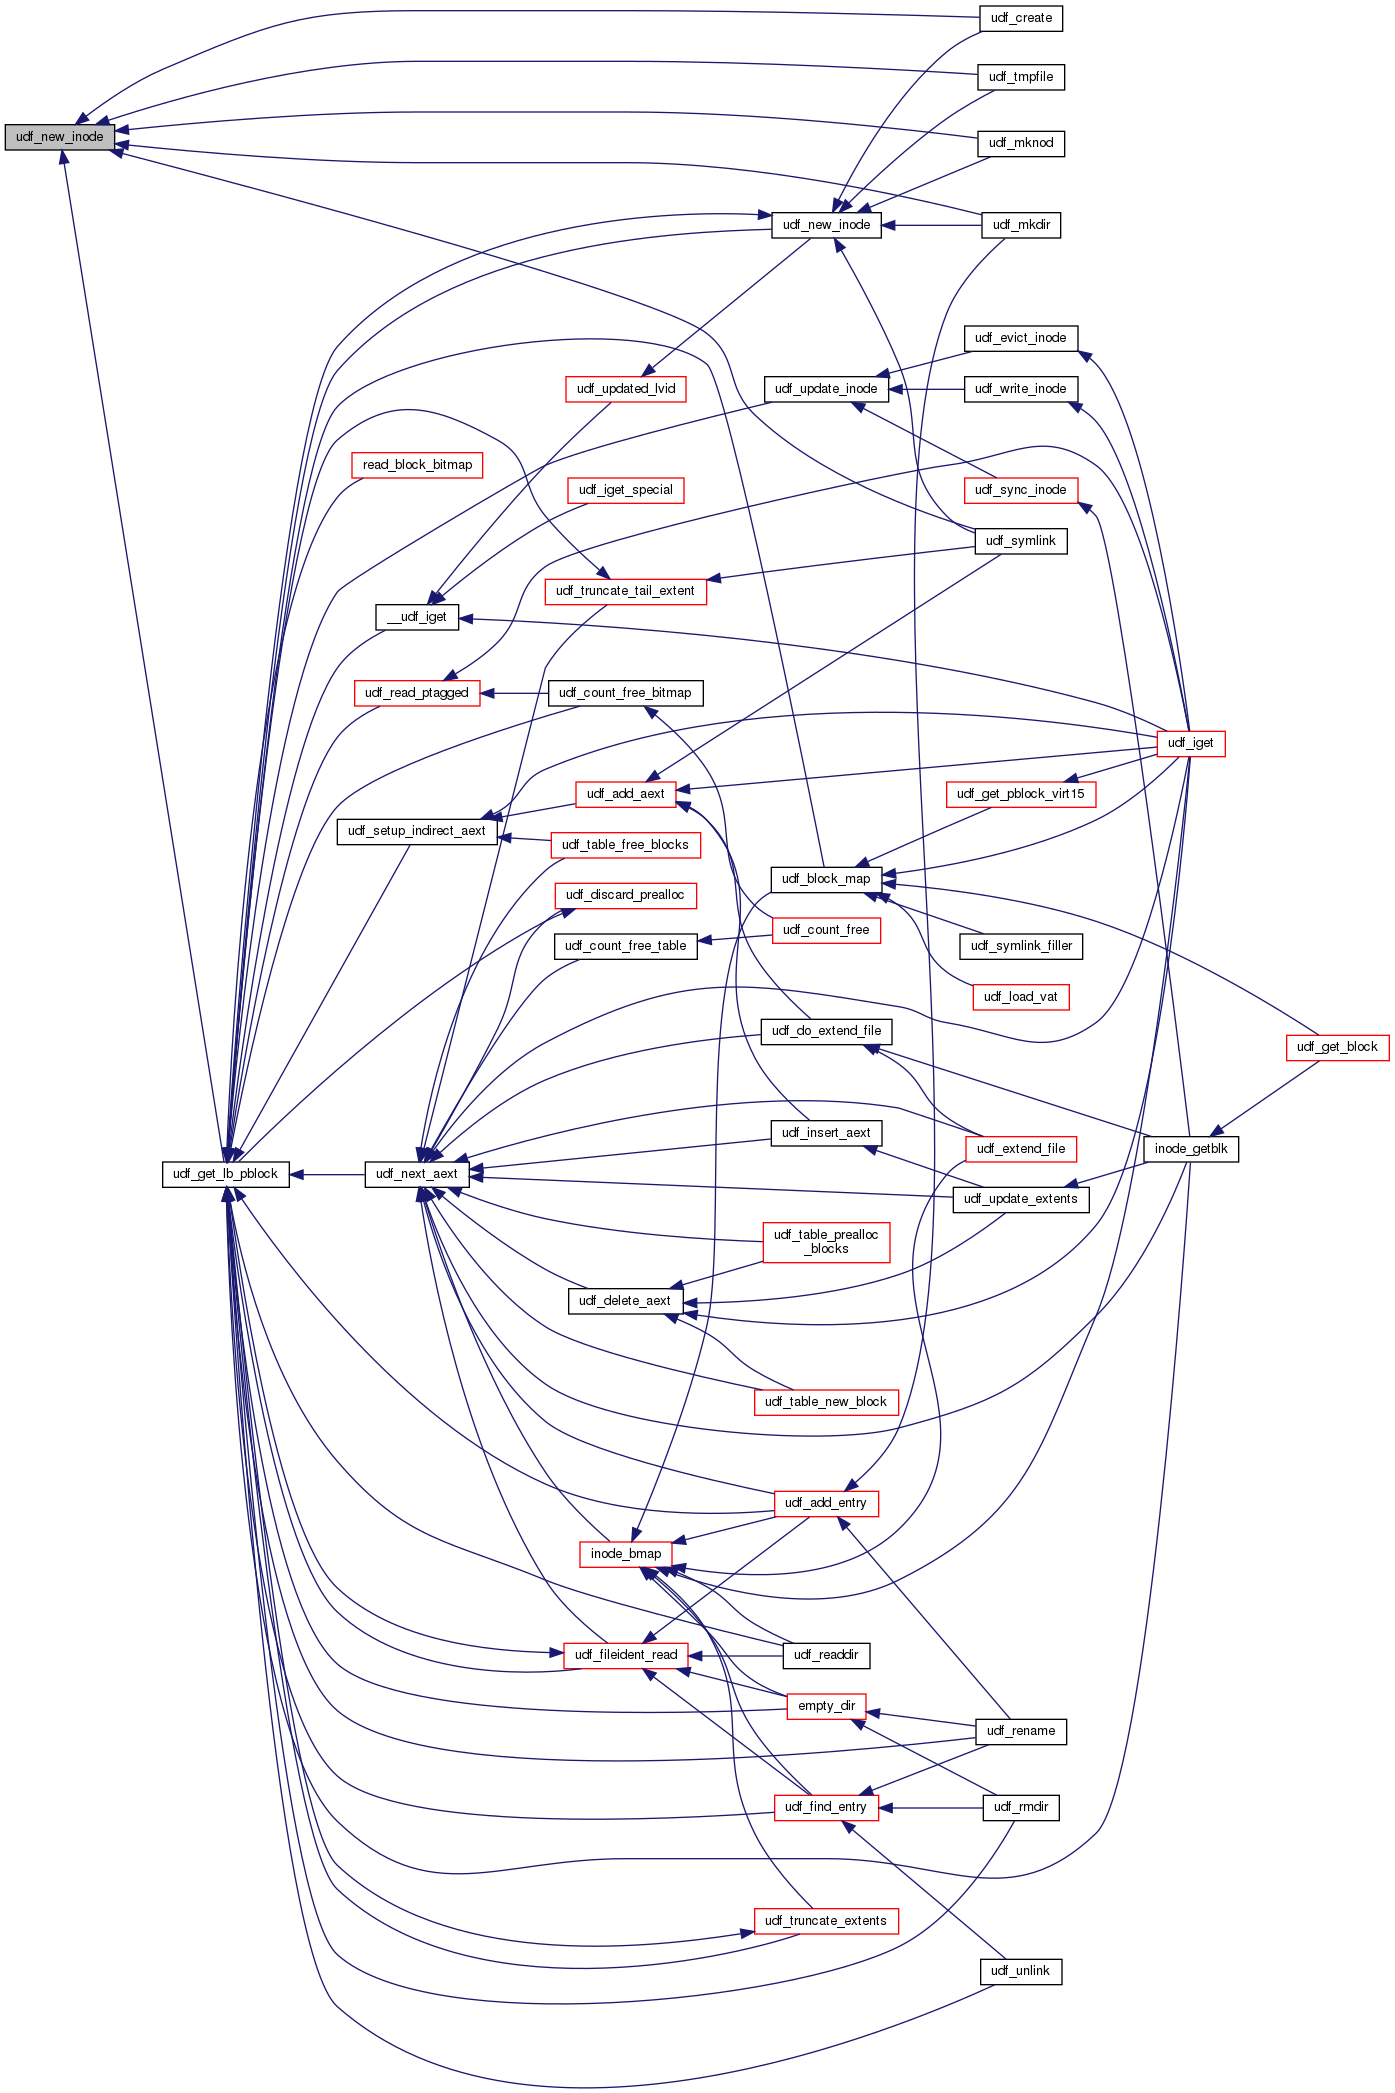 udf_create
udf_tmpfile
udf_new_inode
udf_mknod
udf_new_inode
udf_mkdir
udf_evict_inode
udf_updated_lvid
udf_update_inode
udf_write_inode
read_block_bitmap
udf_iget_special
udf_sync_inode
udf_symlink
udf_truncate_tail_extent
__udf_iget
udf_read_ptagged
udf_count_free_bitmap
udf_iget
udf_add_aext
udf_get_pblock_virt15
udf_setup_indirect_aext
udf_table_free_blocks
udf_block_map
udf_discard_prealloc
udf_count_free
udf_count_free_table
udf_symlink_filler
udf_load_vat
udf_do_extend_file
udf_get_block
udf_insert_aext
udf_extend_file
inode_getblk
udf_get_lb_pblock
udf_next_aext
udf_update_extents
udf_table_prealloc
_blocks
udf_delete_aext
udf_table_new_block
udf_add_entry
inode_bmap
udf_fileident_read
udf_readdir
empty_dir
udf_rename
udf_find_entry
udf_rmdir
udf_truncate_extents
udf_unlink